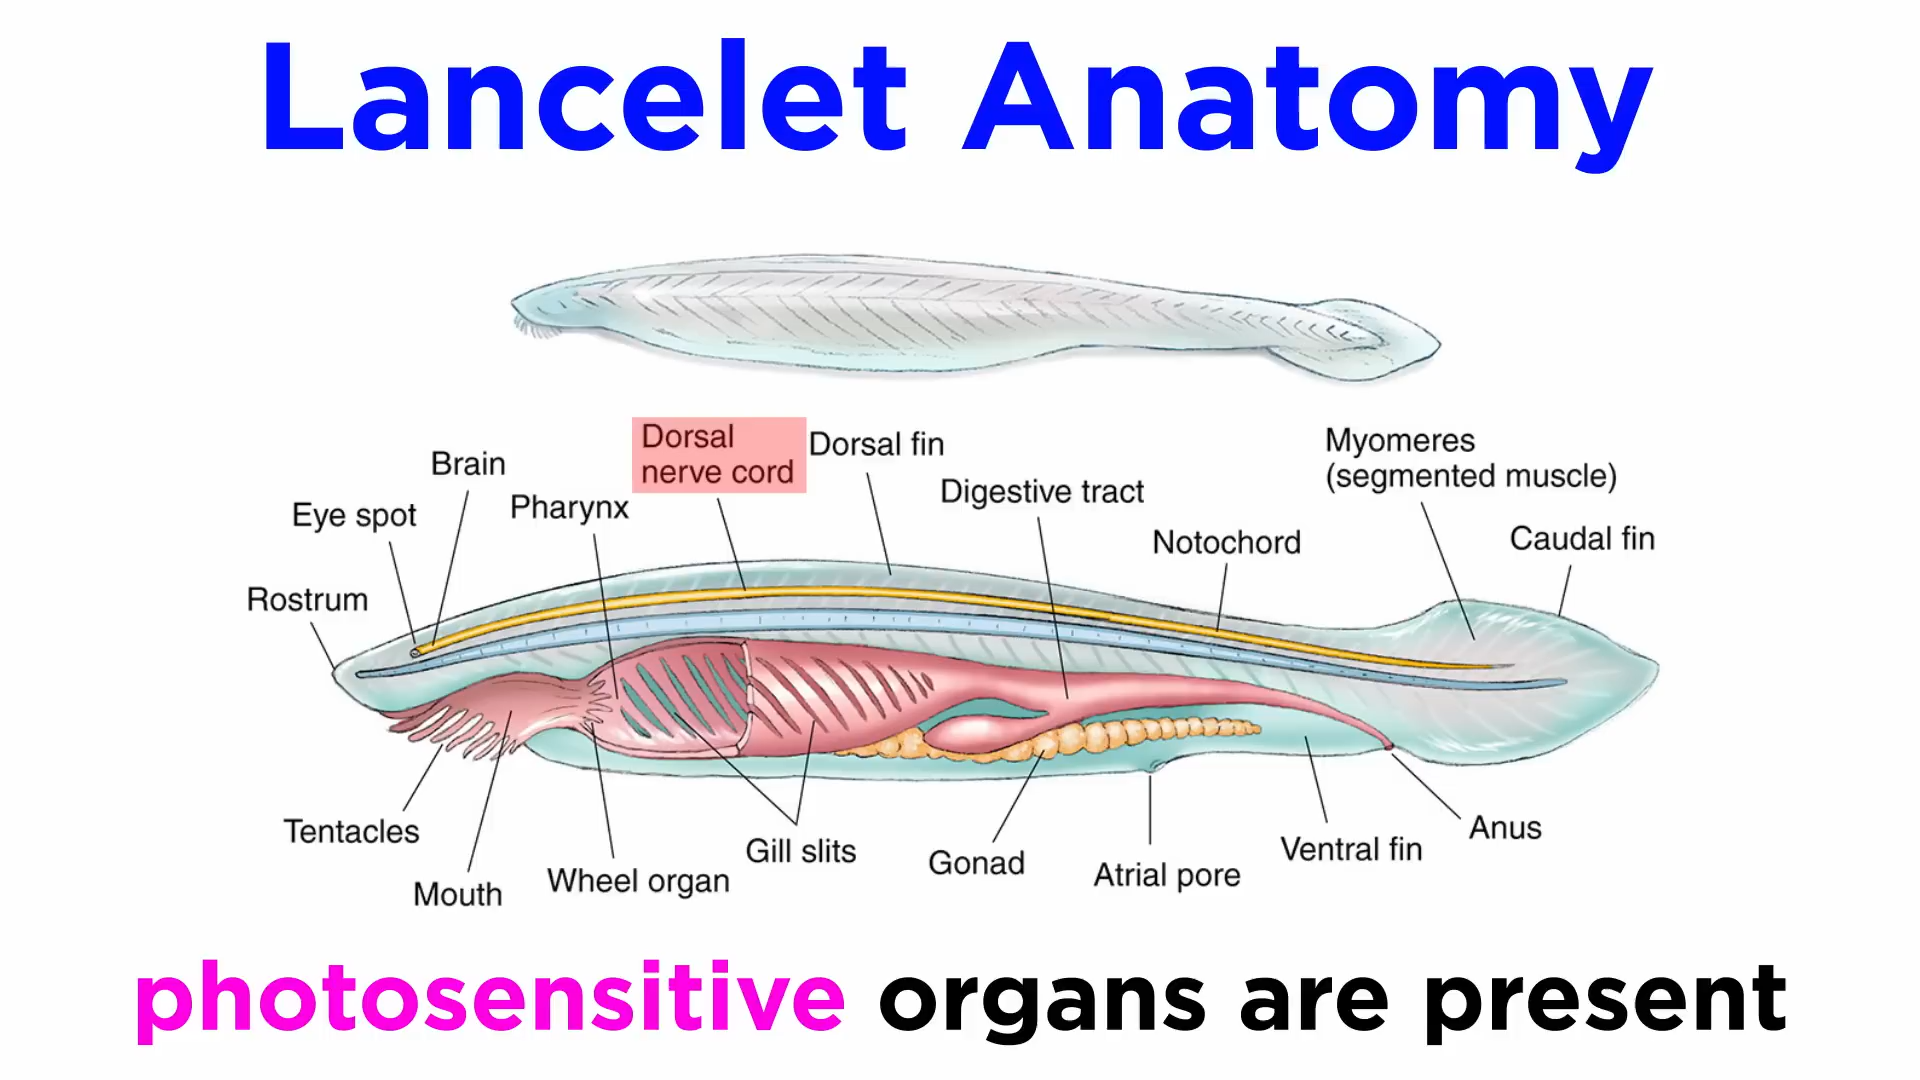 Lancelet Anatomy
Dorsal
nerve cord
Dorsal fin
Myomeres
(segmented muscle)
Brain
Digestive tract
Pharynx
Eye spot
Notochord
Caudal fin
Rostrum
Tentacles
Mouth
Wheel organ
Gill slits
Gonad
Atrial pore
Ventral fin
Anus
photosensitive organs are present